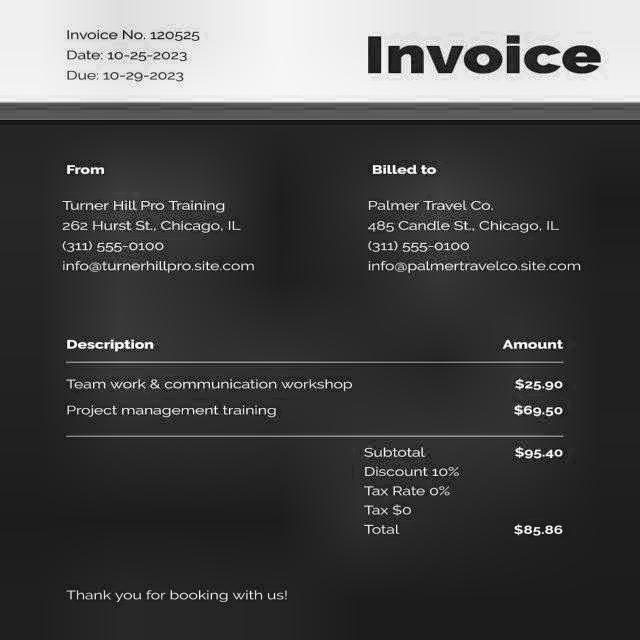 Invoice No. 120525
Date: 10-25-2023
Due: 10-29-2023
Invoice
From
Turner Hill Pro Training
262 Hurst St., Chicago, IL
(311) 555-0100
info@turnerhillpro.site.com
Billed to
Palmer Travel Co.
485 Candle St., Chicago, IL
(311) 555-0100
info@palmertravelco.site.com
Description Amount
Team work & communication workshop $25.90
Project management training $69.50
Subtotal $95.40
Discount 10%
Tax Rate 0%
Tax $0
Total $85.86
Thank you for booking with us!